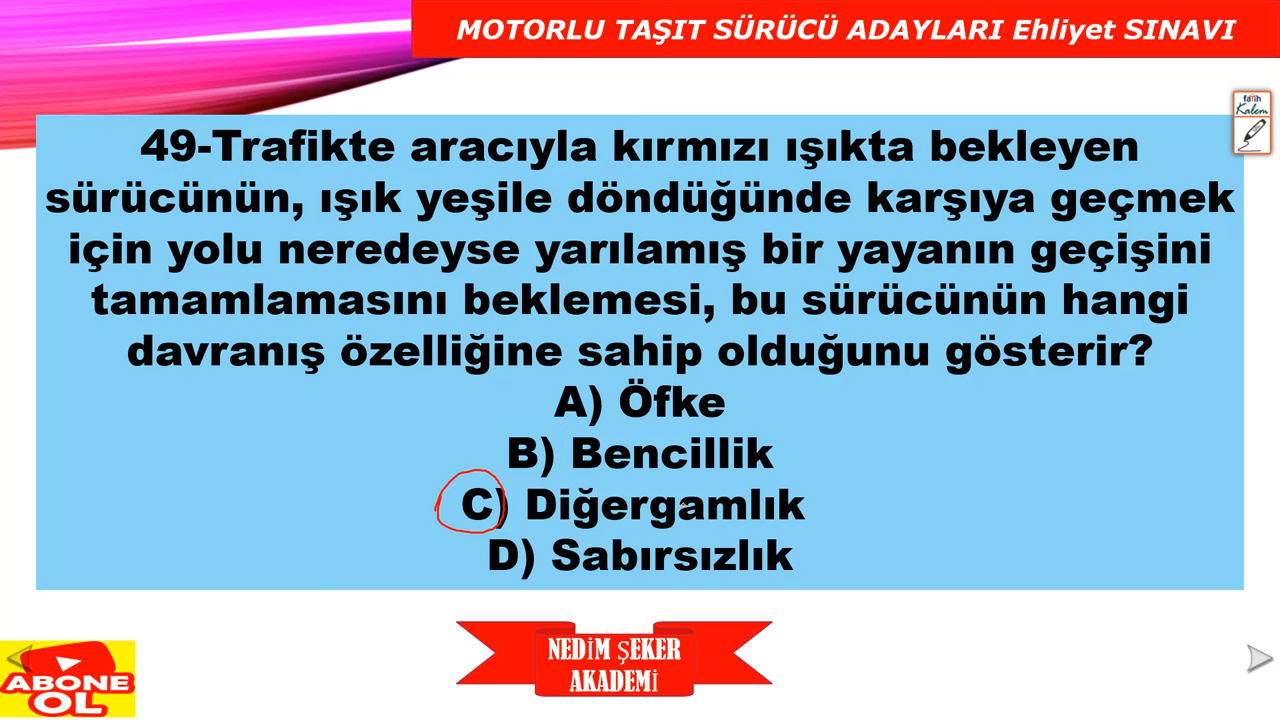 MOTORLU TAŞIT SÜRÜCÜ ADAYLARI Ehliyet SINAVI
fatih
Kalem
49-Trafikte aracıyla kırmızı ışıkta bekleyen
sürücünün, ışık yeşile döndüğünde karşıya geçmek
için yolu neredeyse yarılamış bir yayanın geçişini
tamamlamasını beklemesi, bu sürücünün hangi
davranış özelliğine sahip olduğunu gösterir?
A) Öfke
B) Bencillik
C) Diğergamlık
D) Sabırsızlık
NEDİM ŞEKER
AKADEMİ
ABONE
OL